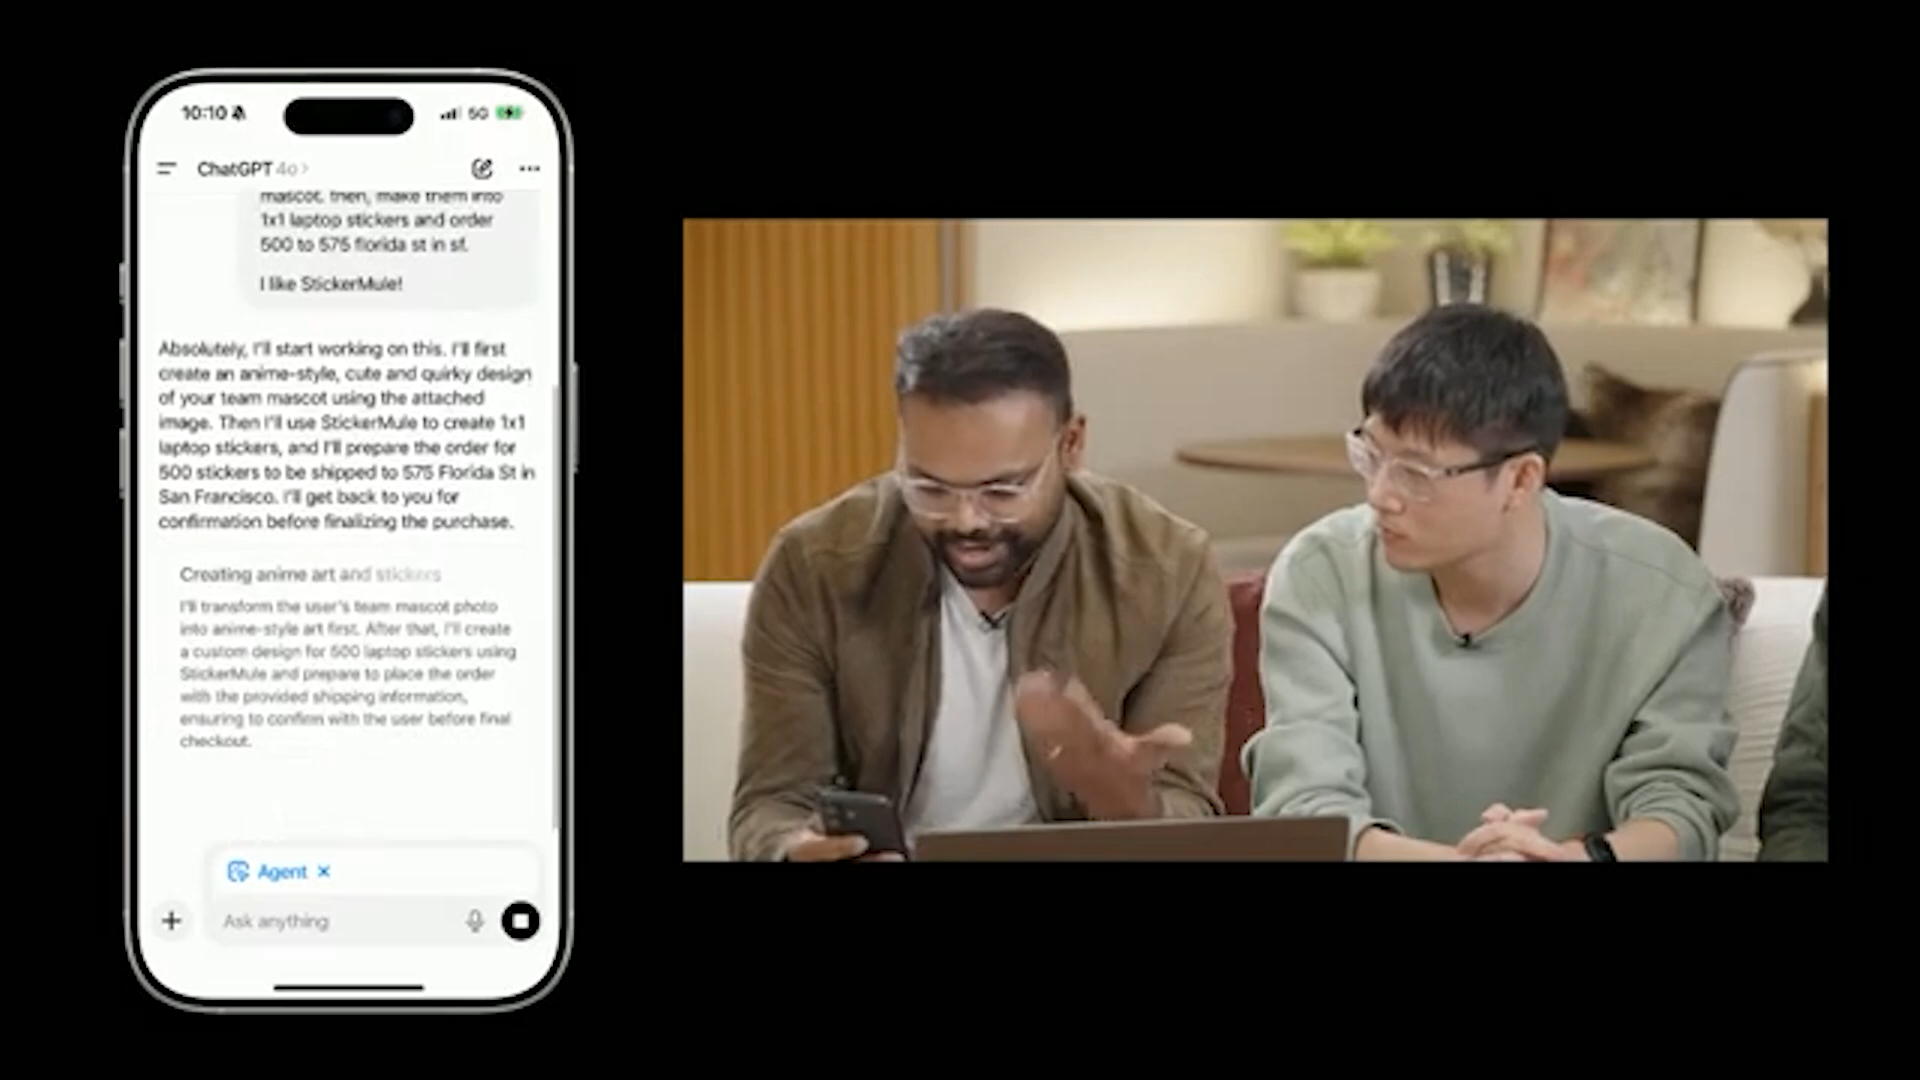 10:10
5G
ChatGPT 4o >
mascot. then, make them into
1x1 laptop stickers and order
500 to 575 florida st in sf.
I like StickerMule!
Absolutely, I'll start working on this. I'll first
create an anime-style, cute and quirky design
of your team mascot using the attached
image. Then I'll use StickerMule to create 1x1
laptop stickers, and I'll prepare the order for
500 stickers to be shipped to 575 Florida St in
San Francisco. I'll get back to you for
confirmation before finalizing the purchase.
Creating anime art and stickers
I'll transform the user's team mascot photo
into anime-style art first. After that, I'll create
a custom design for 500 laptop stickers using
StickerMule and prepare to place the order
with the provided shipping information,
ensuring to confirm with the user before final
checkout.
Agent ×
Ask anything